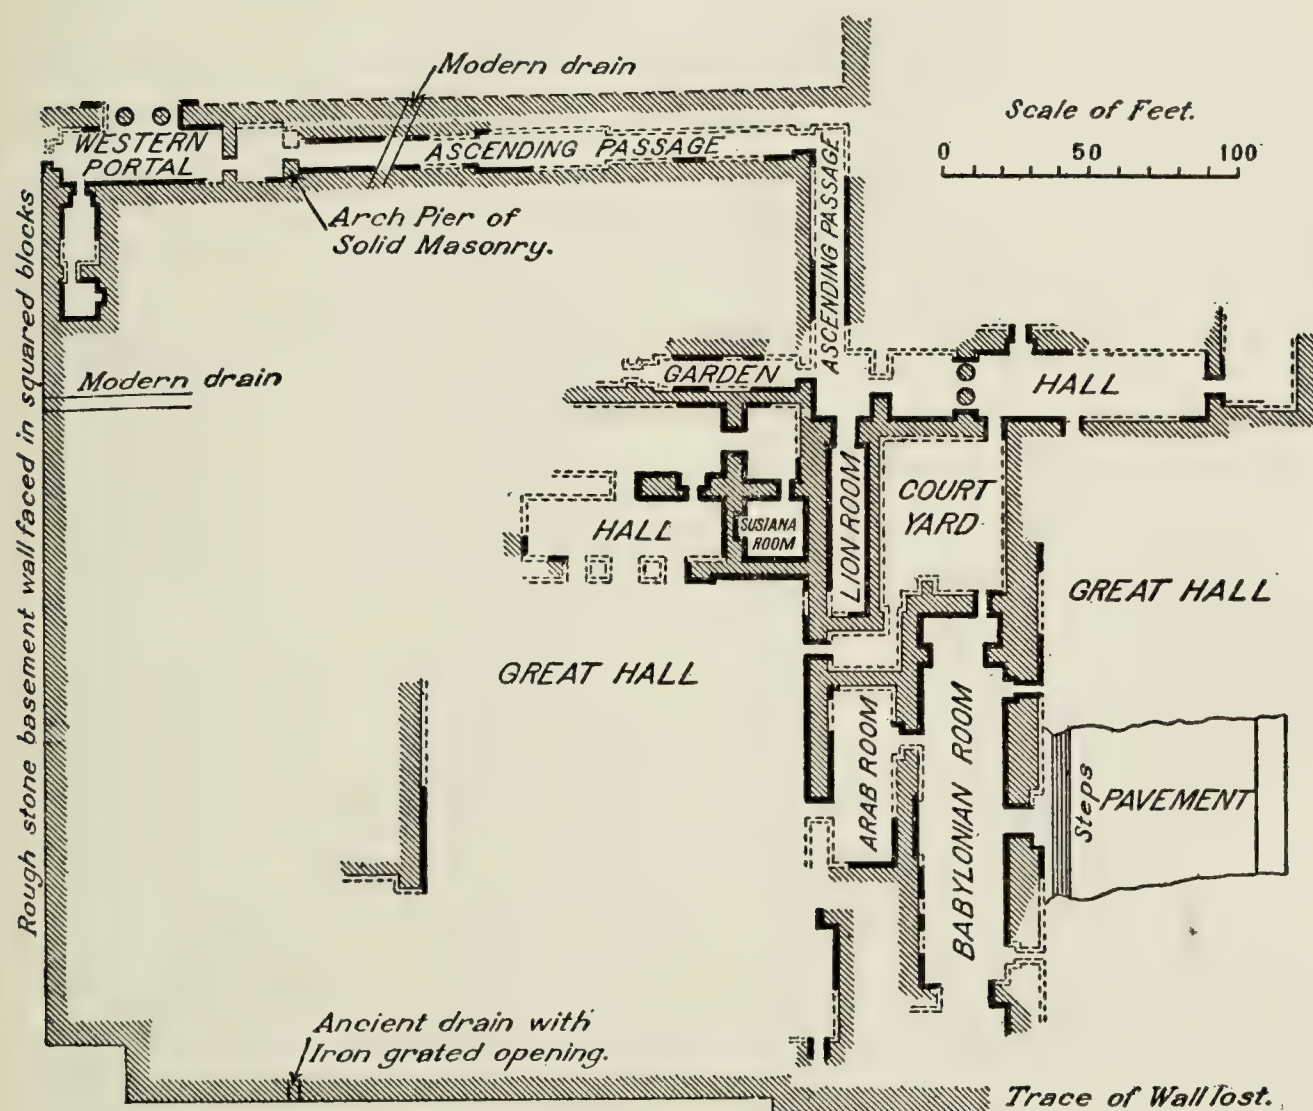 Modern drain
Scale of Feet.
0 50 100
WESTERN
PORTAL
ASCENDING PASSAGE
ASCENDING PASSAGE
Arch Pier of
Solid Masonry.
Rough stone basement wall faced in squared blocks
Modern drain
GARDEN
HALL
LION ROOM
COURT
YARD
HALL
SUSIANA
ROOM
GREAT HALL
GREAT HALL
ARAB ROOM
BABYLONIAN ROOM
Steps
PAVEMENT
Ancient drain with
Iron grated opening.
Trace of Wall lost.